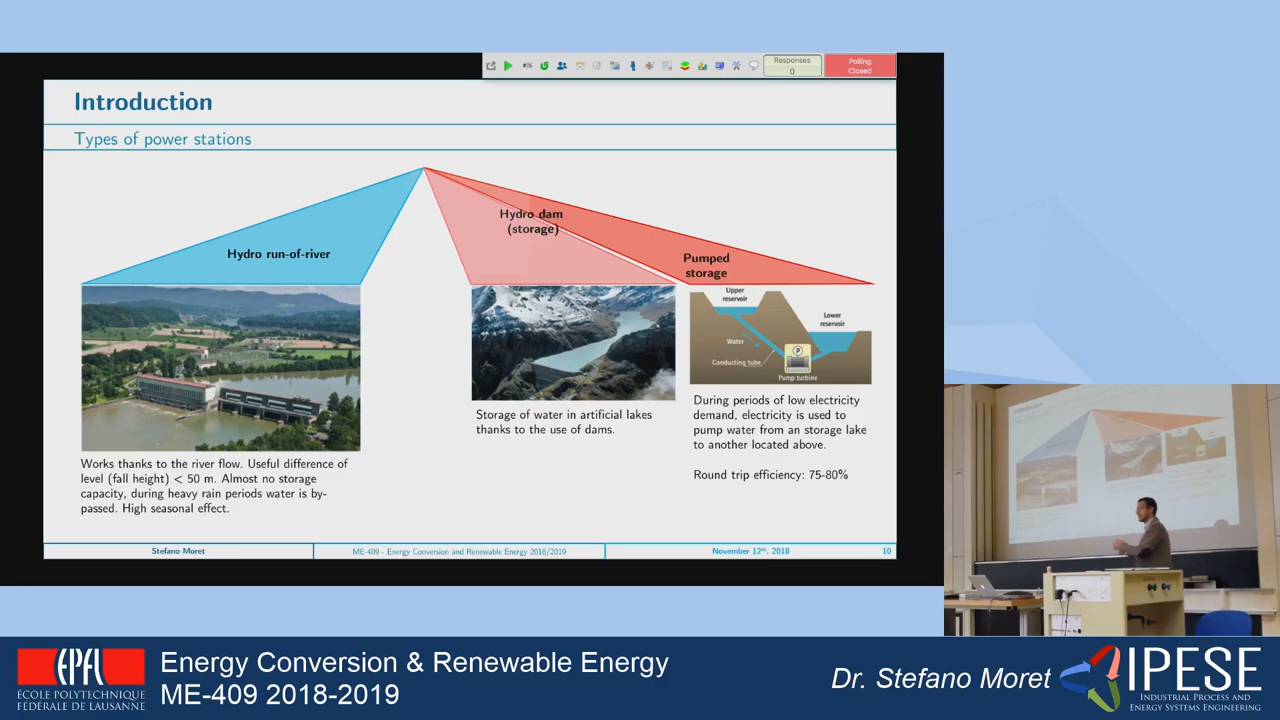 Responses
0
Polling
Closed
Introduction
Types of power stations
Hydro run-of-river
Hydro dam
(storage)
Pumped
storage
Upper
reservoir
Lower
reservoir
Water
Conducting tube
P
Pump turbine
Works thanks to the river flow. Useful difference of
level (fall height) < 50 m. Almost no storage
capacity, during heavy rain periods water is by-
passed. High seasonal effect.
Storage of water in artificial lakes
thanks to the use of dams.
During periods of low electricity
demand, electricity is used to
pump water from an storage lake
to another located above.
Round trip efficiency: 75-80%
Stefano Moret
ME-409 - Energy Conversion and Renewable Energy 2018/2019
November 12th, 2018
10
EPFL
ÉCOLE POLYTECHNIQUE
FÉDÉRALE DE LAUSANNE
Energy Conversion & Renewable Energy
ME-409 2018-2019
Dr. Stefano Moret
IPESE
INDUSTRIAL PROCESS AND
ENERGY SYSTEMS ENGINEERING